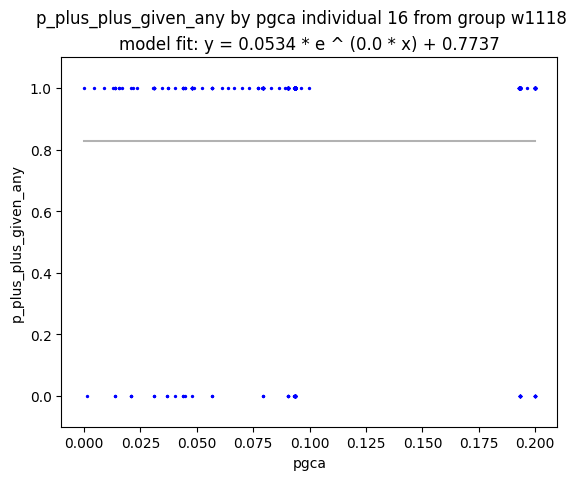 p_plus_plus_given_any by pgca individual 16 from group w1118
model fit: y = 0.0534 * e ^ (0.0 * x) + 0.7737
p_plus_plus_given_any
1.0
0.8
0.6
0.4
0.2
0.0
0.000 0.025 0.050 0.075 0.100 0.125 0.150 0.175 0.200
pgca